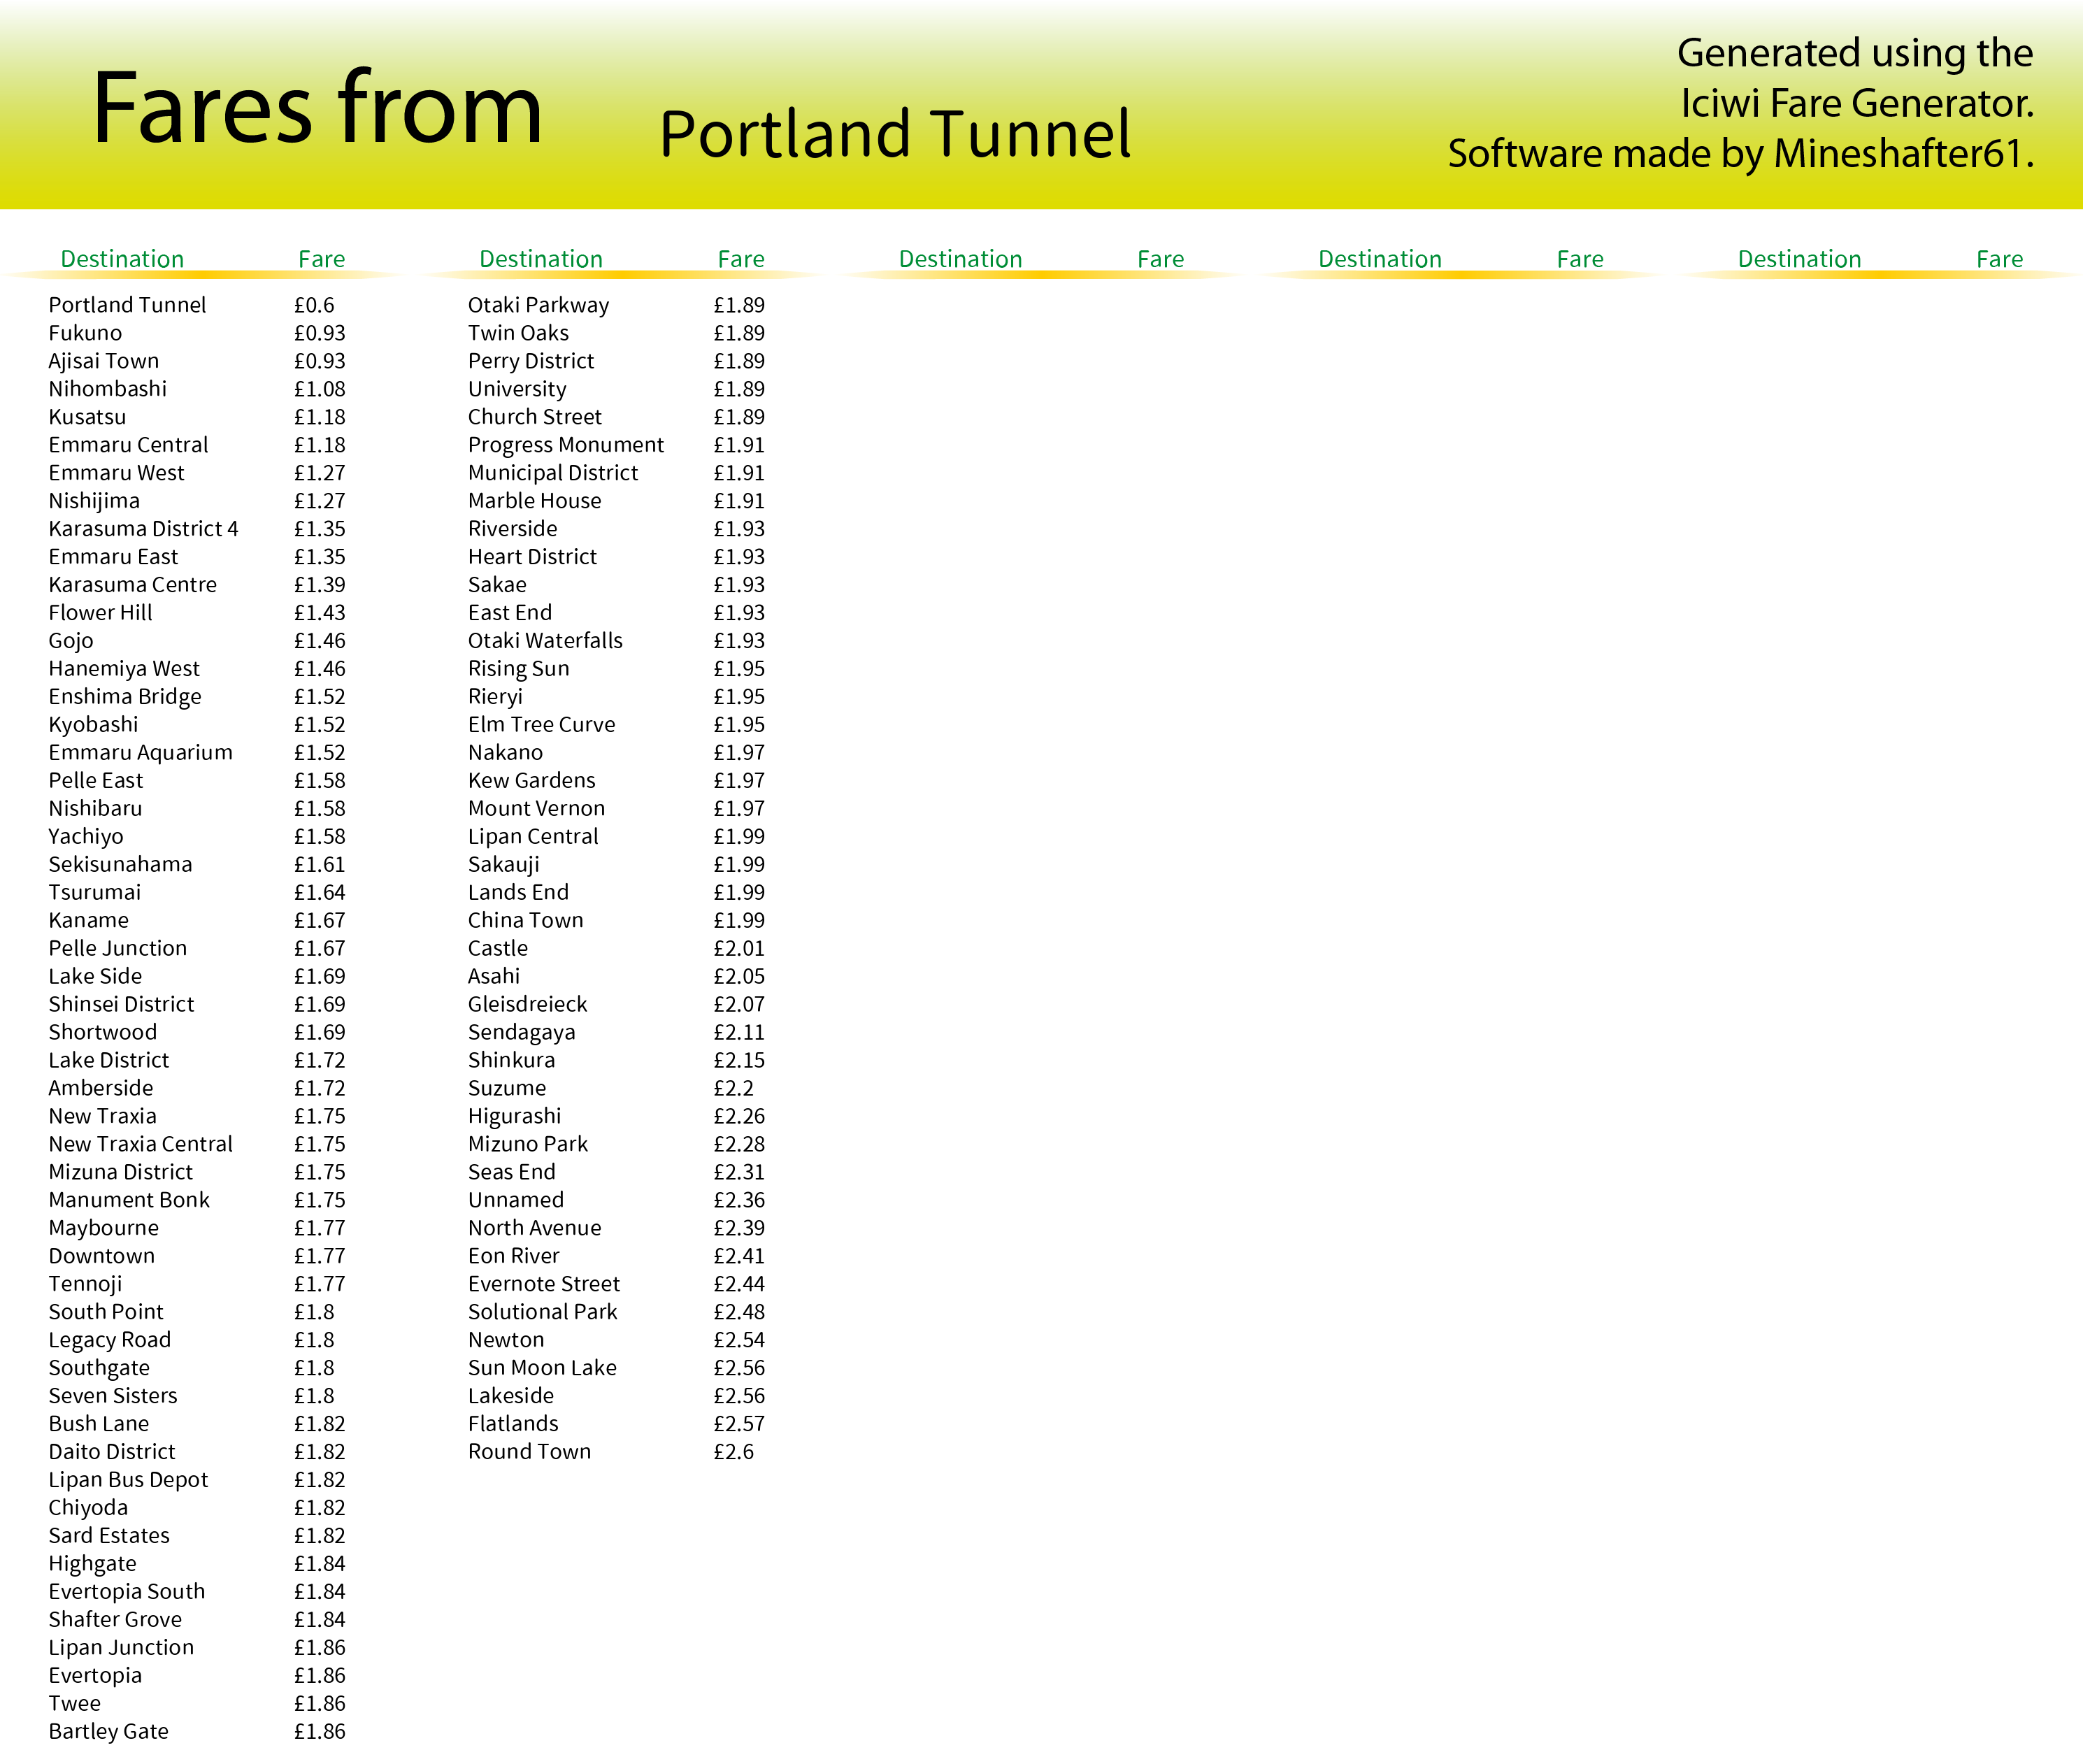 Fares from Portland Tunnel
Generated using the
Iciwi Fare Generator.
Software made by Mineshafter61.
Destination Fare
Portland Tunnel £0.6
Fukuno £0.93
Ajisai Town £0.93
Nihombashi £1.08
Kusatsu £1.18
Emmaru Central £1.18
Emmaru West £1.27
Nishijima £1.27
Karasuma District 4 £1.35
Emmaru East £1.35
Karasuma Centre £1.39
Flower Hill £1.43
Gojo £1.46
Hanemiya West £1.46
Enshima Bridge £1.52
Kyobashi £1.52
Emmaru Aquarium £1.52
Pelle East £1.58
Nishibaru £1.58
Yachiyo £1.58
Sekisunahama £1.61
Tsurumai £1.64
Kaname £1.67
Pelle Junction £1.67
Lake Side £1.69
Shinsei District £1.69
Shortwood £1.69
Lake District £1.72
Amberside £1.72
New Traxia £1.75
New Traxia Central £1.75
Mizuna District £1.75
Manument Bonk £1.75
Maybourne £1.77
Downtown £1.77
Tennoji £1.77
South Point £1.8
Legacy Road £1.8
Southgate £1.8
Seven Sisters £1.8
Bush Lane £1.82
Daito District £1.82
Lipan Bus Depot £1.82
Chiyoda £1.82
Sard Estates £1.82
Highgate £1.84
Evertopia South £1.84
Shafter Grove £1.84
Lipan Junction £1.86
Evertopia £1.86
Twee £1.86
Bartley Gate £1.86
Destination Fare
Otaki Parkway £1.89
Twin Oaks £1.89
Perry District £1.89
University £1.89
Church Street £1.89
Progress Monument £1.91
Municipal District £1.91
Marble House £1.91
Riverside £1.93
Heart District £1.93
Sakae £1.93
East End £1.93
Otaki Waterfalls £1.93
Rising Sun £1.95
Rieryi £1.95
Elm Tree Curve £1.95
Nakano £1.97
Kew Gardens £1.97
Mount Vernon £1.97
Lipan Central £1.99
Sakauji £1.99
Lands End £1.99
China Town £1.99
Castle £2.01
Asahi £2.05
Gleisdreieck £2.07
Sendagaya £2.11
Shinkura £2.15
Suzume £2.2
Higurashi £2.26
Mizuno Park £2.28
Seas End £2.31
Unnamed £2.36
North Avenue £2.39
Eon River £2.41
Evernote Street £2.44
Solutional Park £2.48
Newton £2.54
Sun Moon Lake £2.56
Lakeside £2.56
Flatlands £2.57
Round Town £2.6
Destination Fare
Destination Fare
Destination Fare